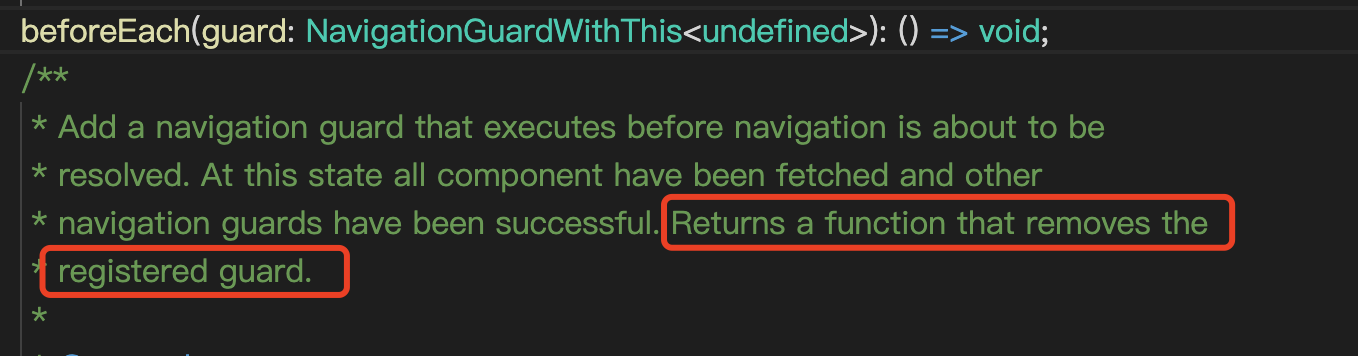 beforeEach(guard: NavigationGuardWithThis<undefined>): () => void;
/**
* Add a navigation guard that executes before navigation is about to be
* resolved. At this state all component have been fetched and other
* navigation guards have been successful. Returns a function that removes the
* registered guard.
*